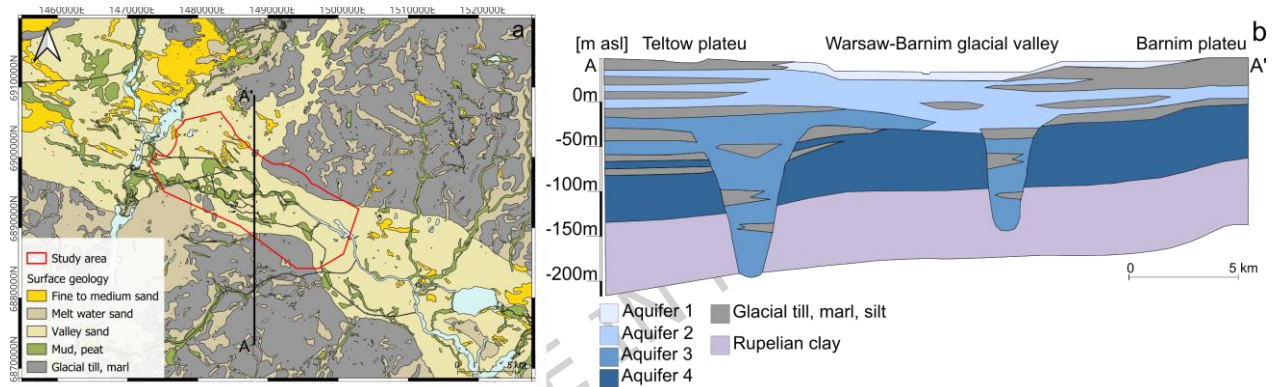 1460000E 1470000E 1480000E 1490000E 1500000E 1510000E 1520000E
a
6910000N
6900000N
6890000N
6880000N
6870000N
A'
A
Study area
Surface geology
Fine to medium sand
Melt water sand
Valley sand
Mud, peat
Glacial till, marl
0 5 km
b
[m asl] Teltow plateu Warsaw-Barnim glacial valley Barnim plateu
A A'
0m
-50m
-100m
-150m
-200m
0 5 km
Aquifer 1
Aquifer 2
Aquifer 3
Aquifer 4
Glacial till, marl, silt
Rupelian clay